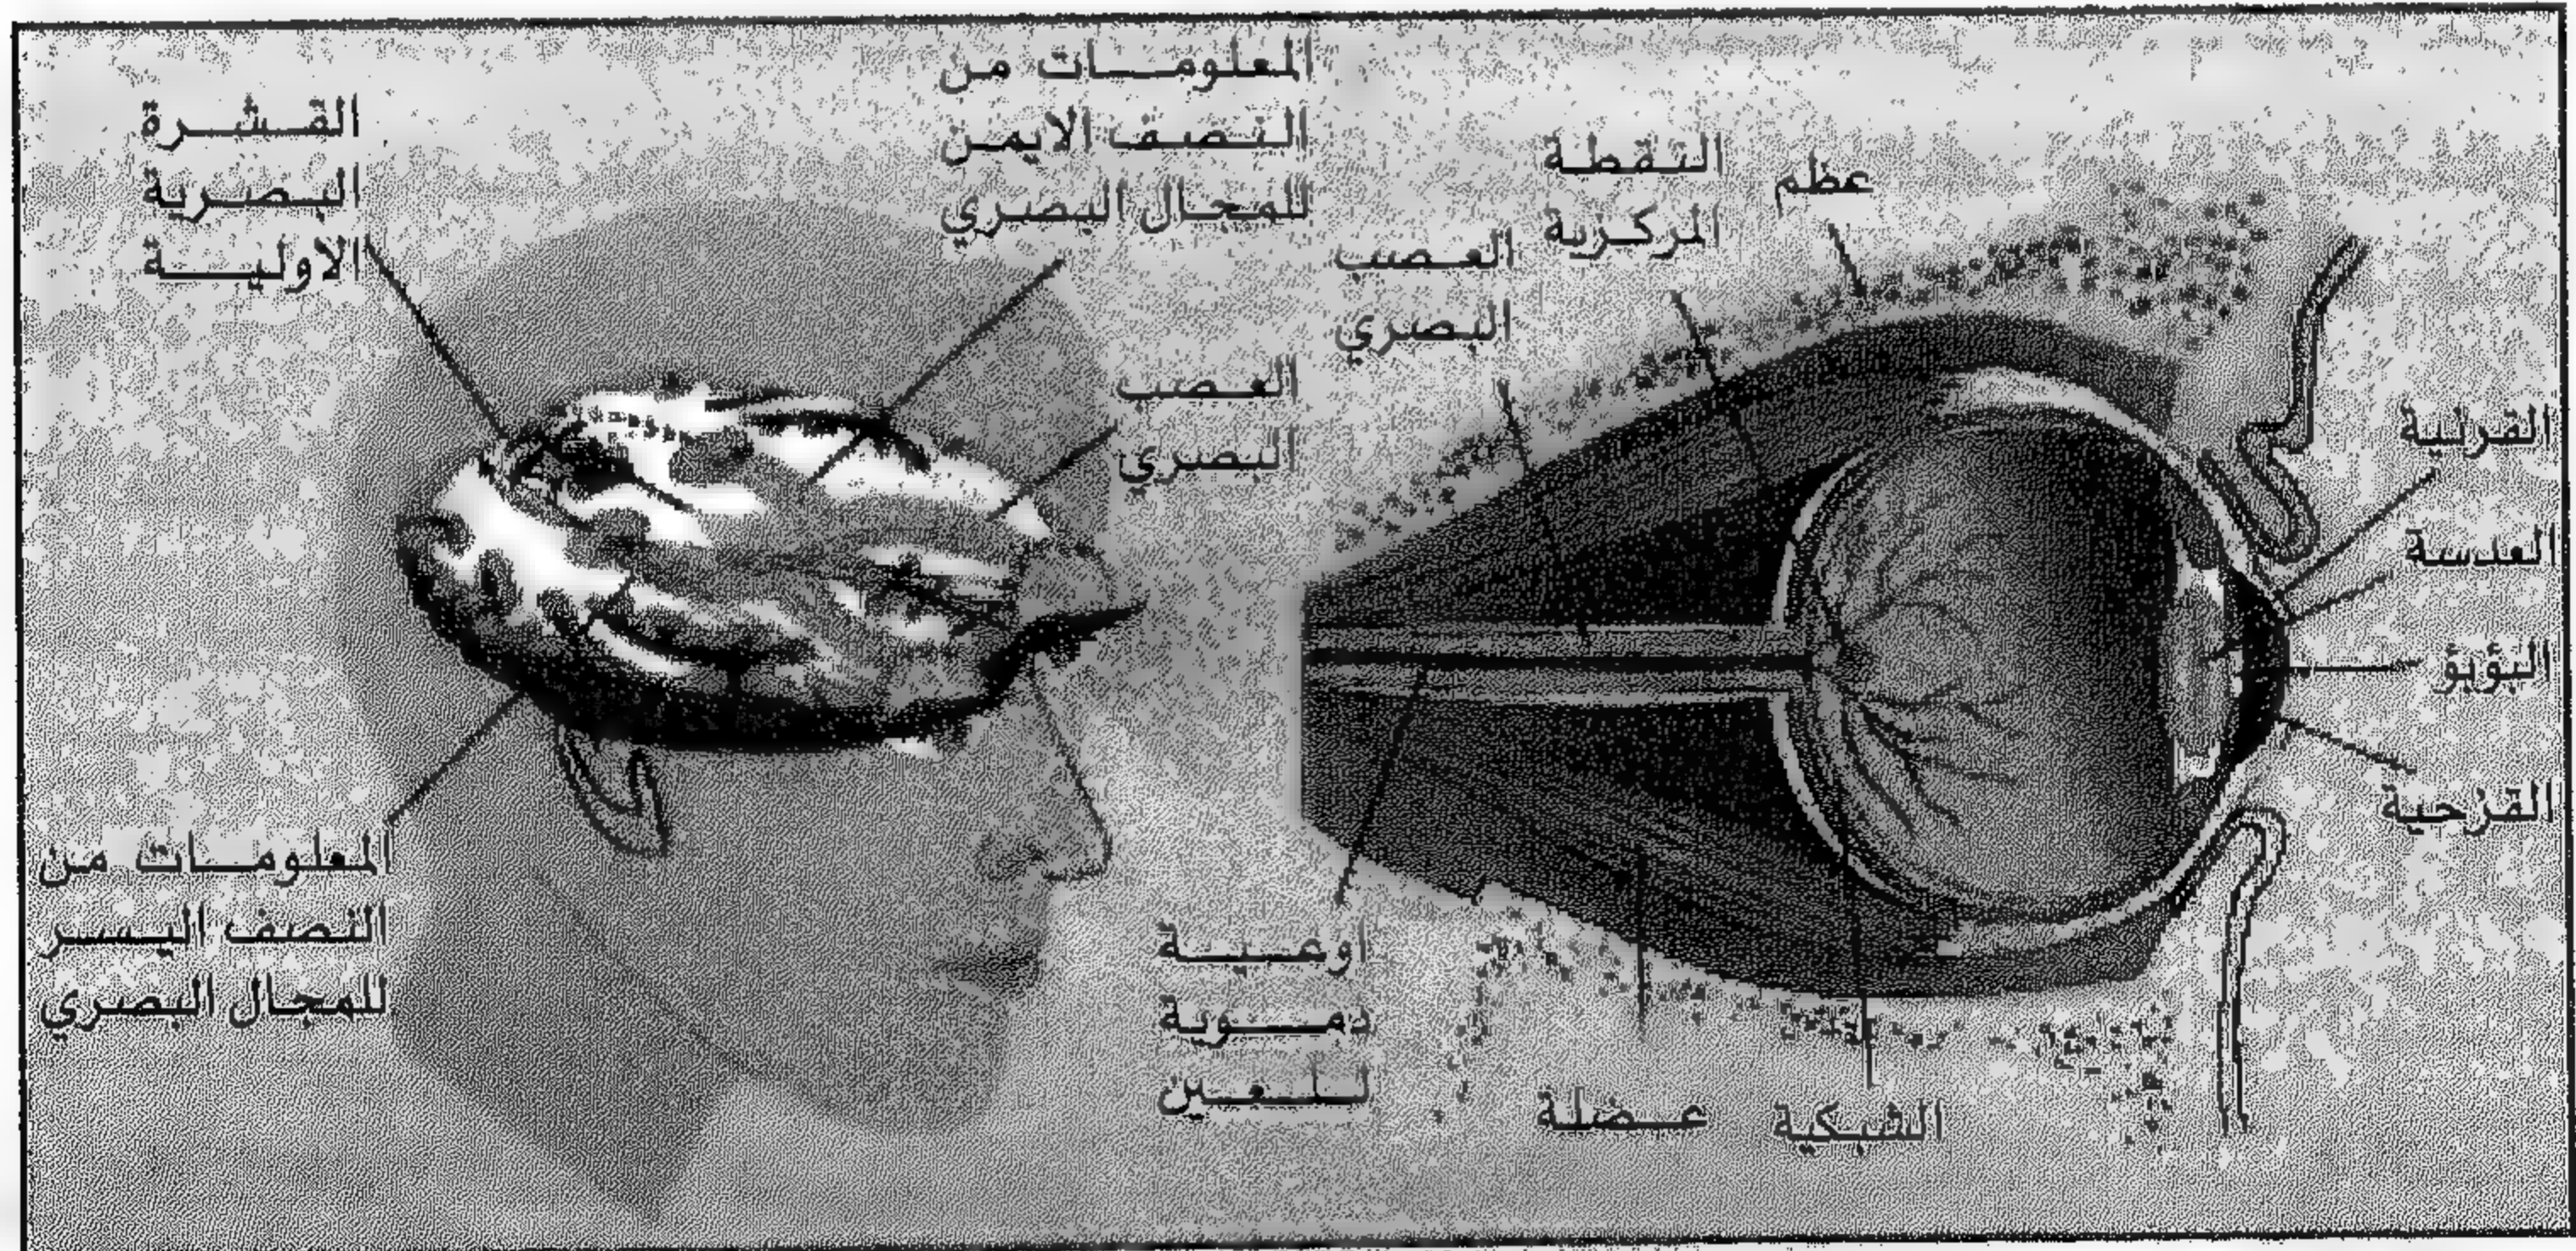 المعلومات من
النصف الايمن
للمجال البصري
القشرة
البصرية
الاولية
النقطة
المركزية
عظم
العصب
البصري
العصب
البصري
القرنية
العدسة
البؤبؤ
القزحية
المعلومات من
النصف اليسر
للمجال البصري
اوعية
دموية
للعين
عضلة
الشبكية